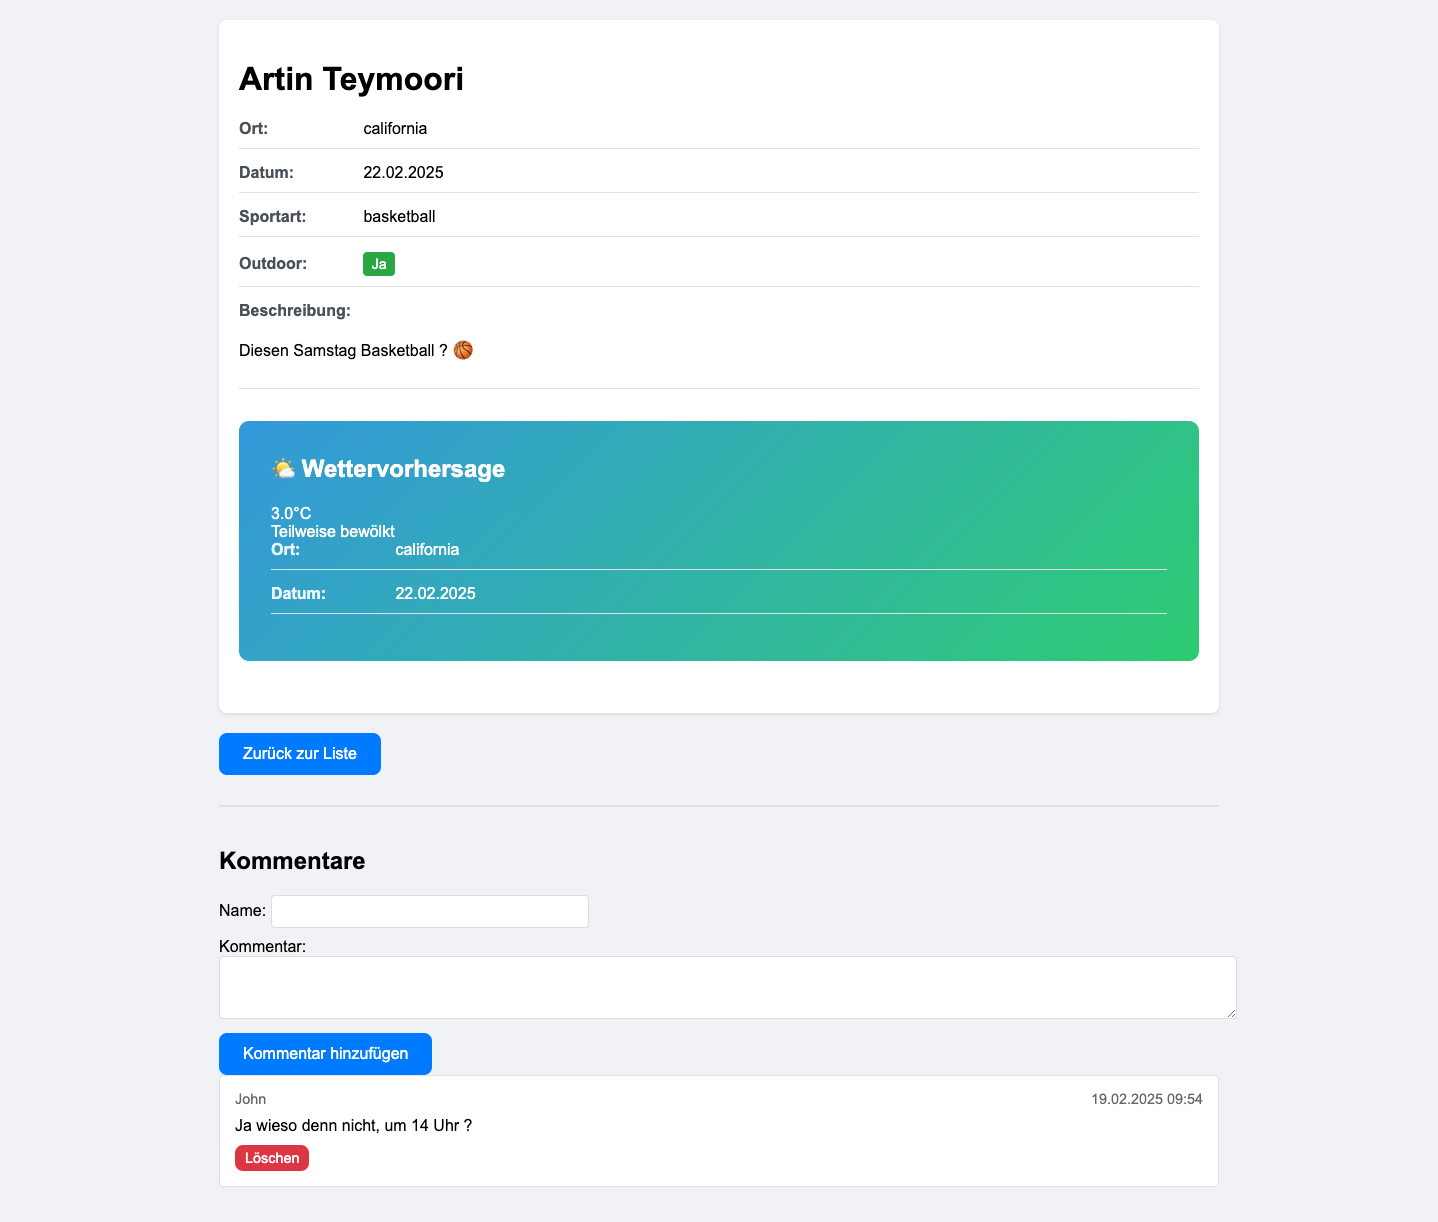 Artin Teymoori
Ort: california
Datum: 22.02.2025
Sportart: basketball
Outdoor: Ja
Beschreibung:
Diesen Samstag Basketball ? 🏀
🌤️ Wettervorhersage
3.0°C
Teilweise bewölkt
Ort: california
Datum: 22.02.2025
Zurück zur Liste
Kommentare
Name:
Kommentar:
Kommentar hinzufügen
John 19.02.2025 09:54
Ja wieso denn nicht, um 14 Uhr ?
Löschen